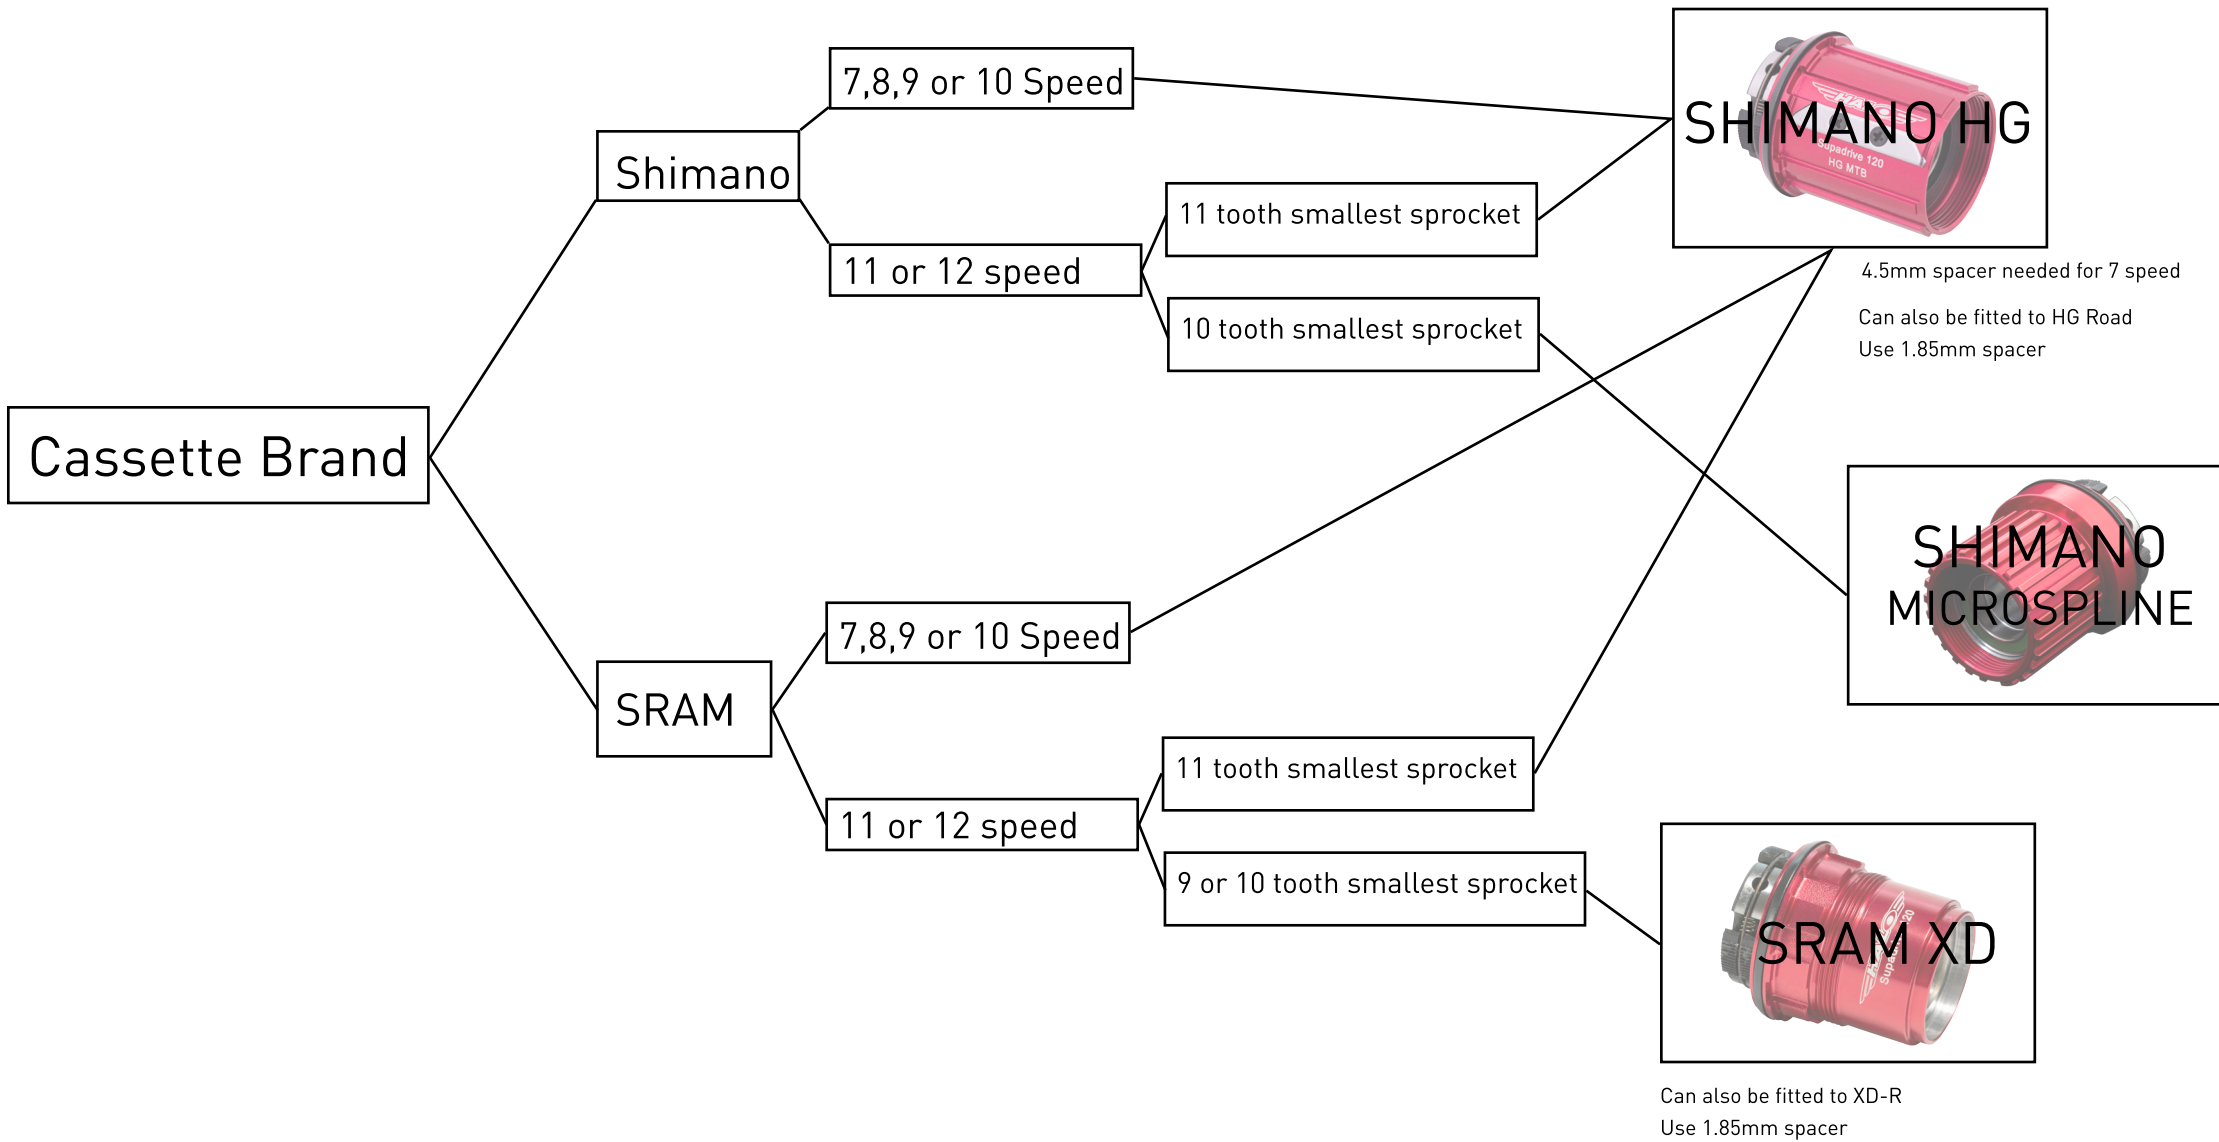 7,8,9 or 10 Speed
HALO
SHIMANO HG
Supadrive 120
HG MTB
Shimano
11 tooth smallest sprocket
11 or 12 speed
4.5mm spacer needed for 7 speed
10 tooth smallest sprocket
Can also be fitted to HG Road
Use 1.85mm spacer
Cassette Brand
SHIMANO
MICROSPLINE
7,8,9 or 10 Speed
SRAM
11 tooth smallest sprocket
11 or 12 speed
9 or 10 tooth smallest sprocket
HALO
SRAM XD
Can also be fitted to XD-R
Use 1.85mm spacer